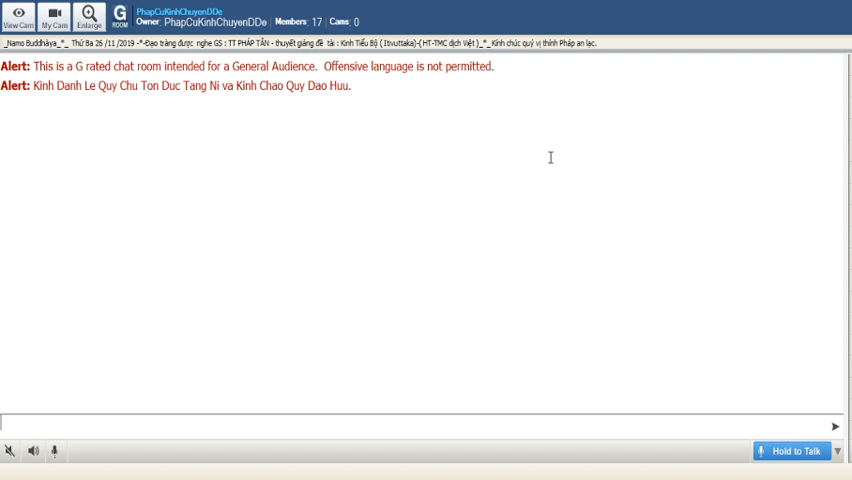 View Cam
My Cam
Enlarge
G
ROOM
PhapCuKinhChuyenDDe
Owner: PhapCuKinhChuyenDDe Members: 17 Cams: 0
_Namo Buddhàya_*_ Thứ Ba 26 /11 /2019 -*-Đạo tràng được nghe GS : TT PHÁP TÂN - thuyết giảng đề tài : Kinh Tiểu Bộ ( Itivuttaka)-(HT-TMC dịch Việt )_*_Kính chúc quý vị thính Pháp an lạc.
Alert: This is a G rated chat room intended for a General Audience. Offensive language is not permitted.
Alert: Kinh Danh Le Quy Chu Ton Duc Tang Ni va Kinh Chao Quy Dao Huu.
Hold to Talk